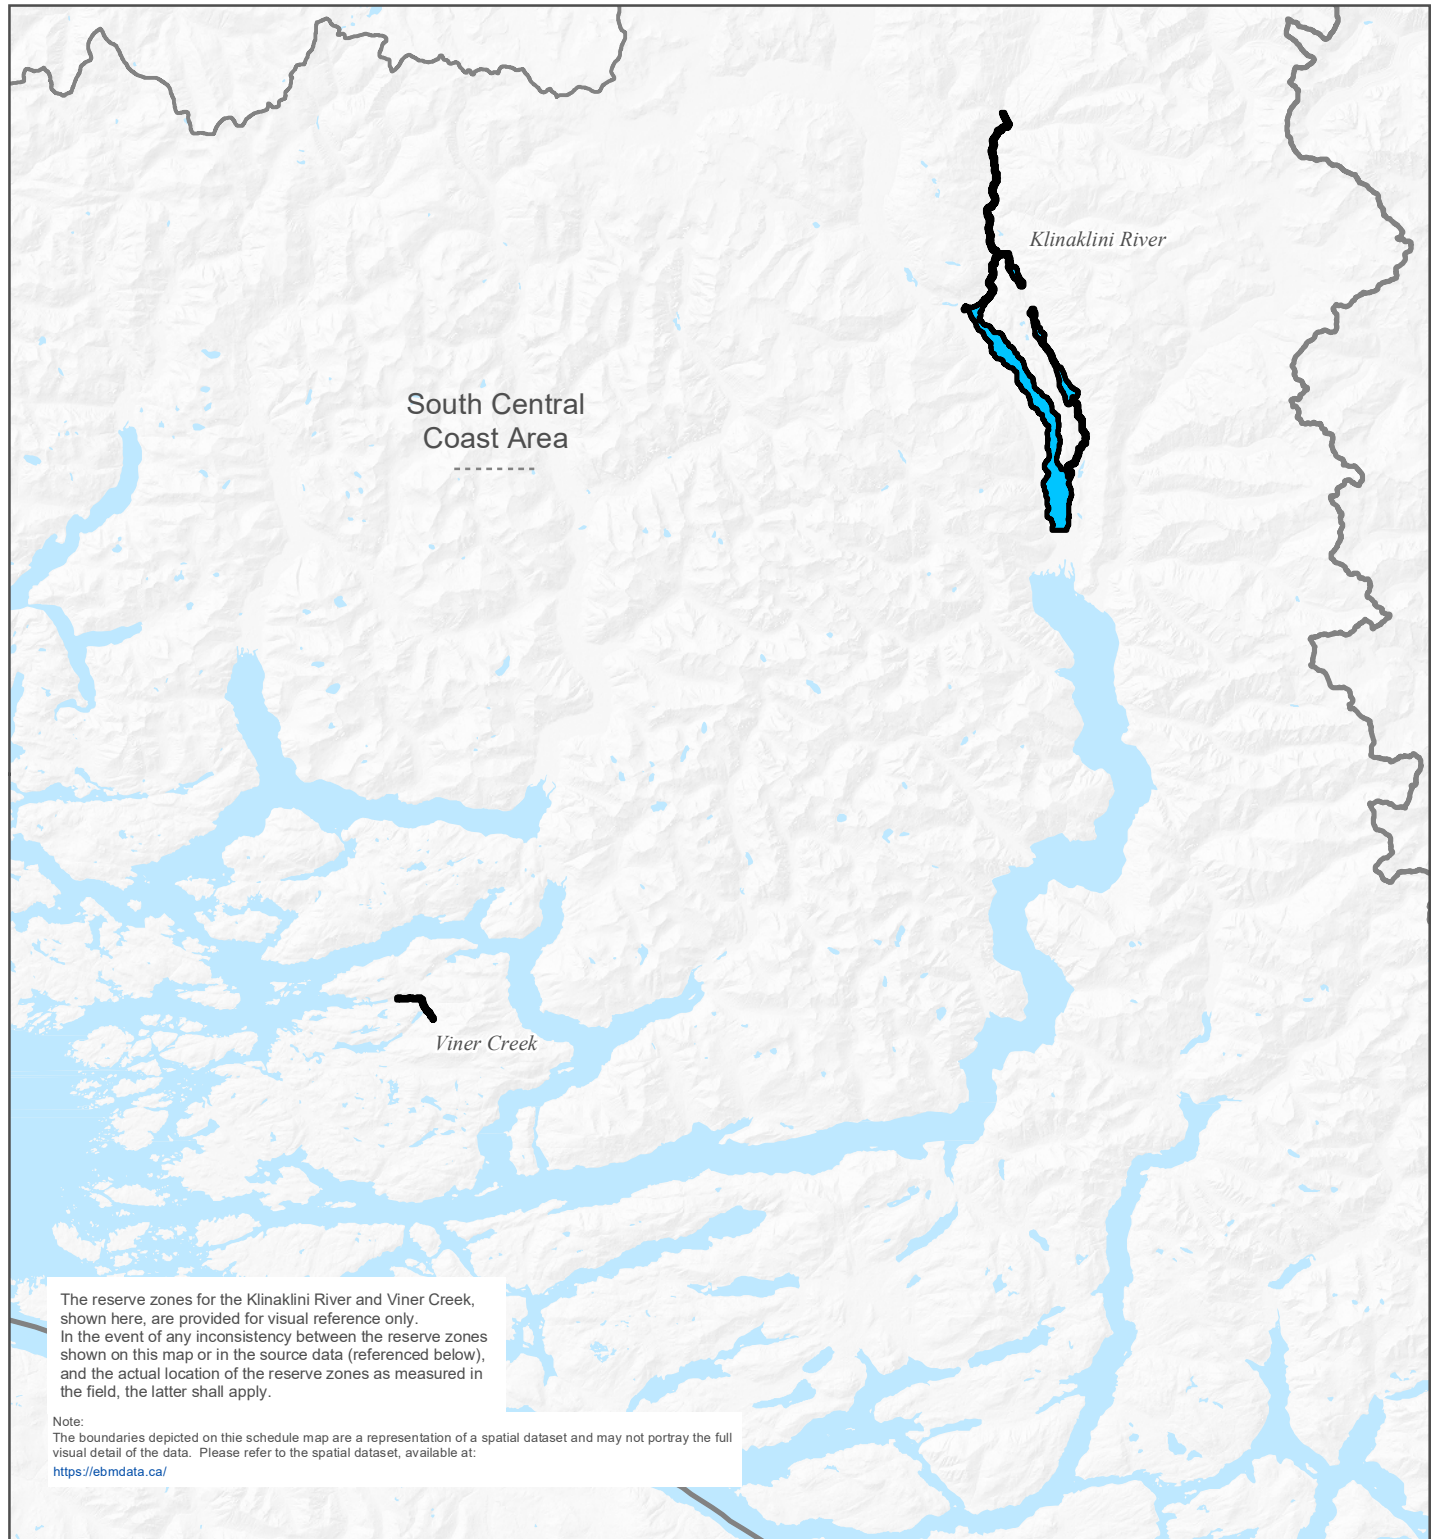 Klinaklini River
South Central
Coast Area
Viner Creek
The reserve zones for the Klinaklini River and Viner Creek,
shown here, are provided for visual reference only.
In the event of any inconsistency between the reserve zones
shown on this map or in the source data (referenced below),
and the actual location of the reserve zones as measured in
the field, the latter shall apply.
Note:
The boundaries depicted on thie schedule map are a representation of a spatial dataset and may not portray the full
visual detail of the data. Please refer to the spatial dataset, available at:
https://ebmdata.ca/